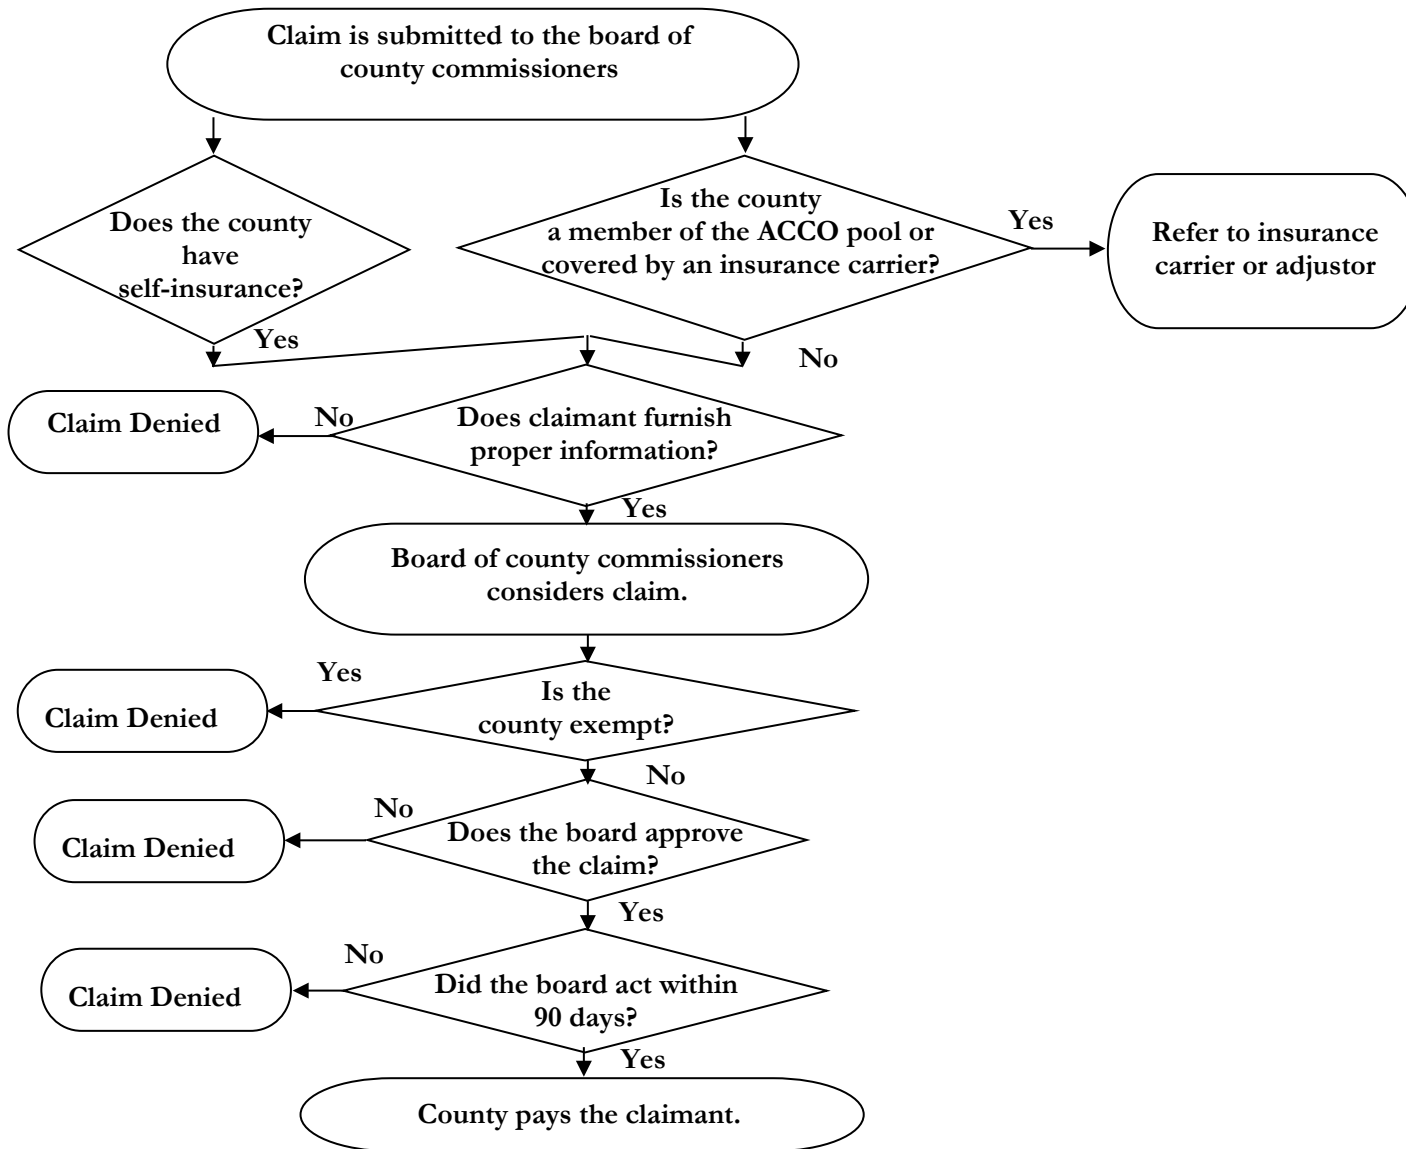 Claim is submitted to the board of
county commissioners
Does the county
have
self-insurance?
Is the county
a member of the ACCO pool or
covered by an insurance carrier?
Yes
Refer to insurance
carrier or adjustor
Yes
No
Claim Denied
No
Does claimant furnish
proper information?
Yes
Board of county commissioners
considers claim.
Yes
Claim Denied
Is the
county exempt?
No
No
Claim Denied
Does the board approve
the claim?
Yes
No
Claim Denied
Did the board act within
90 days?
Yes
County pays the claimant.